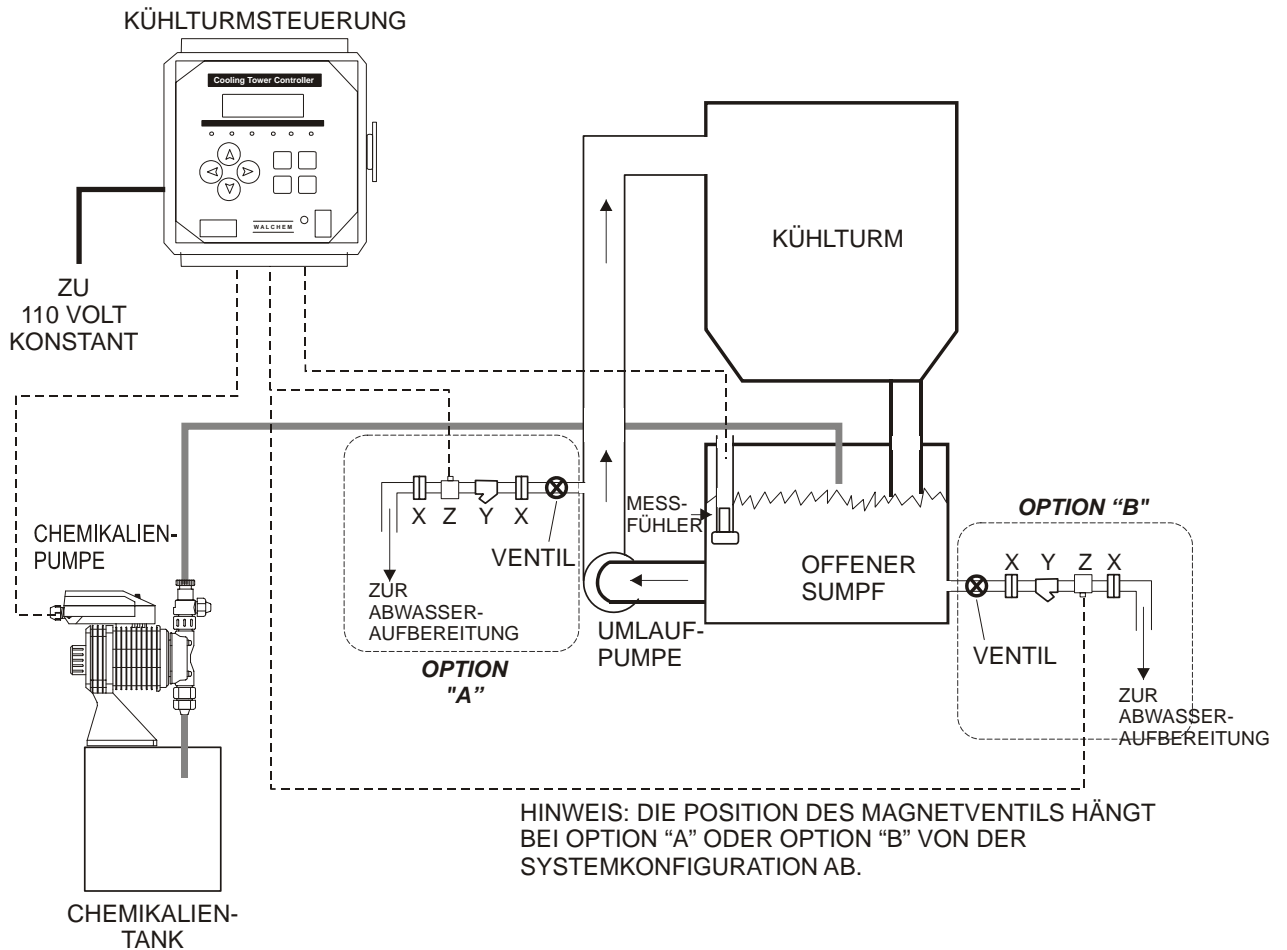 KÜHLTURMSTEUERUNG
Cooling Tower Controller
WALCHEM
ZU
110 VOLT
KONSTANT
KÜHLTURM
X Z Y X
VENTIL
ZUR
ABWASSER-
AUFBEREITUNG
OPTION
"A”
CHEMIKALIEN-
PUMPE
MESS-
FÜHLER
OFFENER
SUMPF
UMLAUF-
PUMPE
OPTION “B"
X Y Z X
VENTIL
ZUR
ABWASSER-
AUFBEREITUNG
HINWEIS: DIE POSITION DES MAGNETVENTILS HÄNGT
BEI OPTION “A” ODER OPTION “B” VON DER
SYSTEMKONFIGURATION AB.
CHEMIKALIEN-
TANK